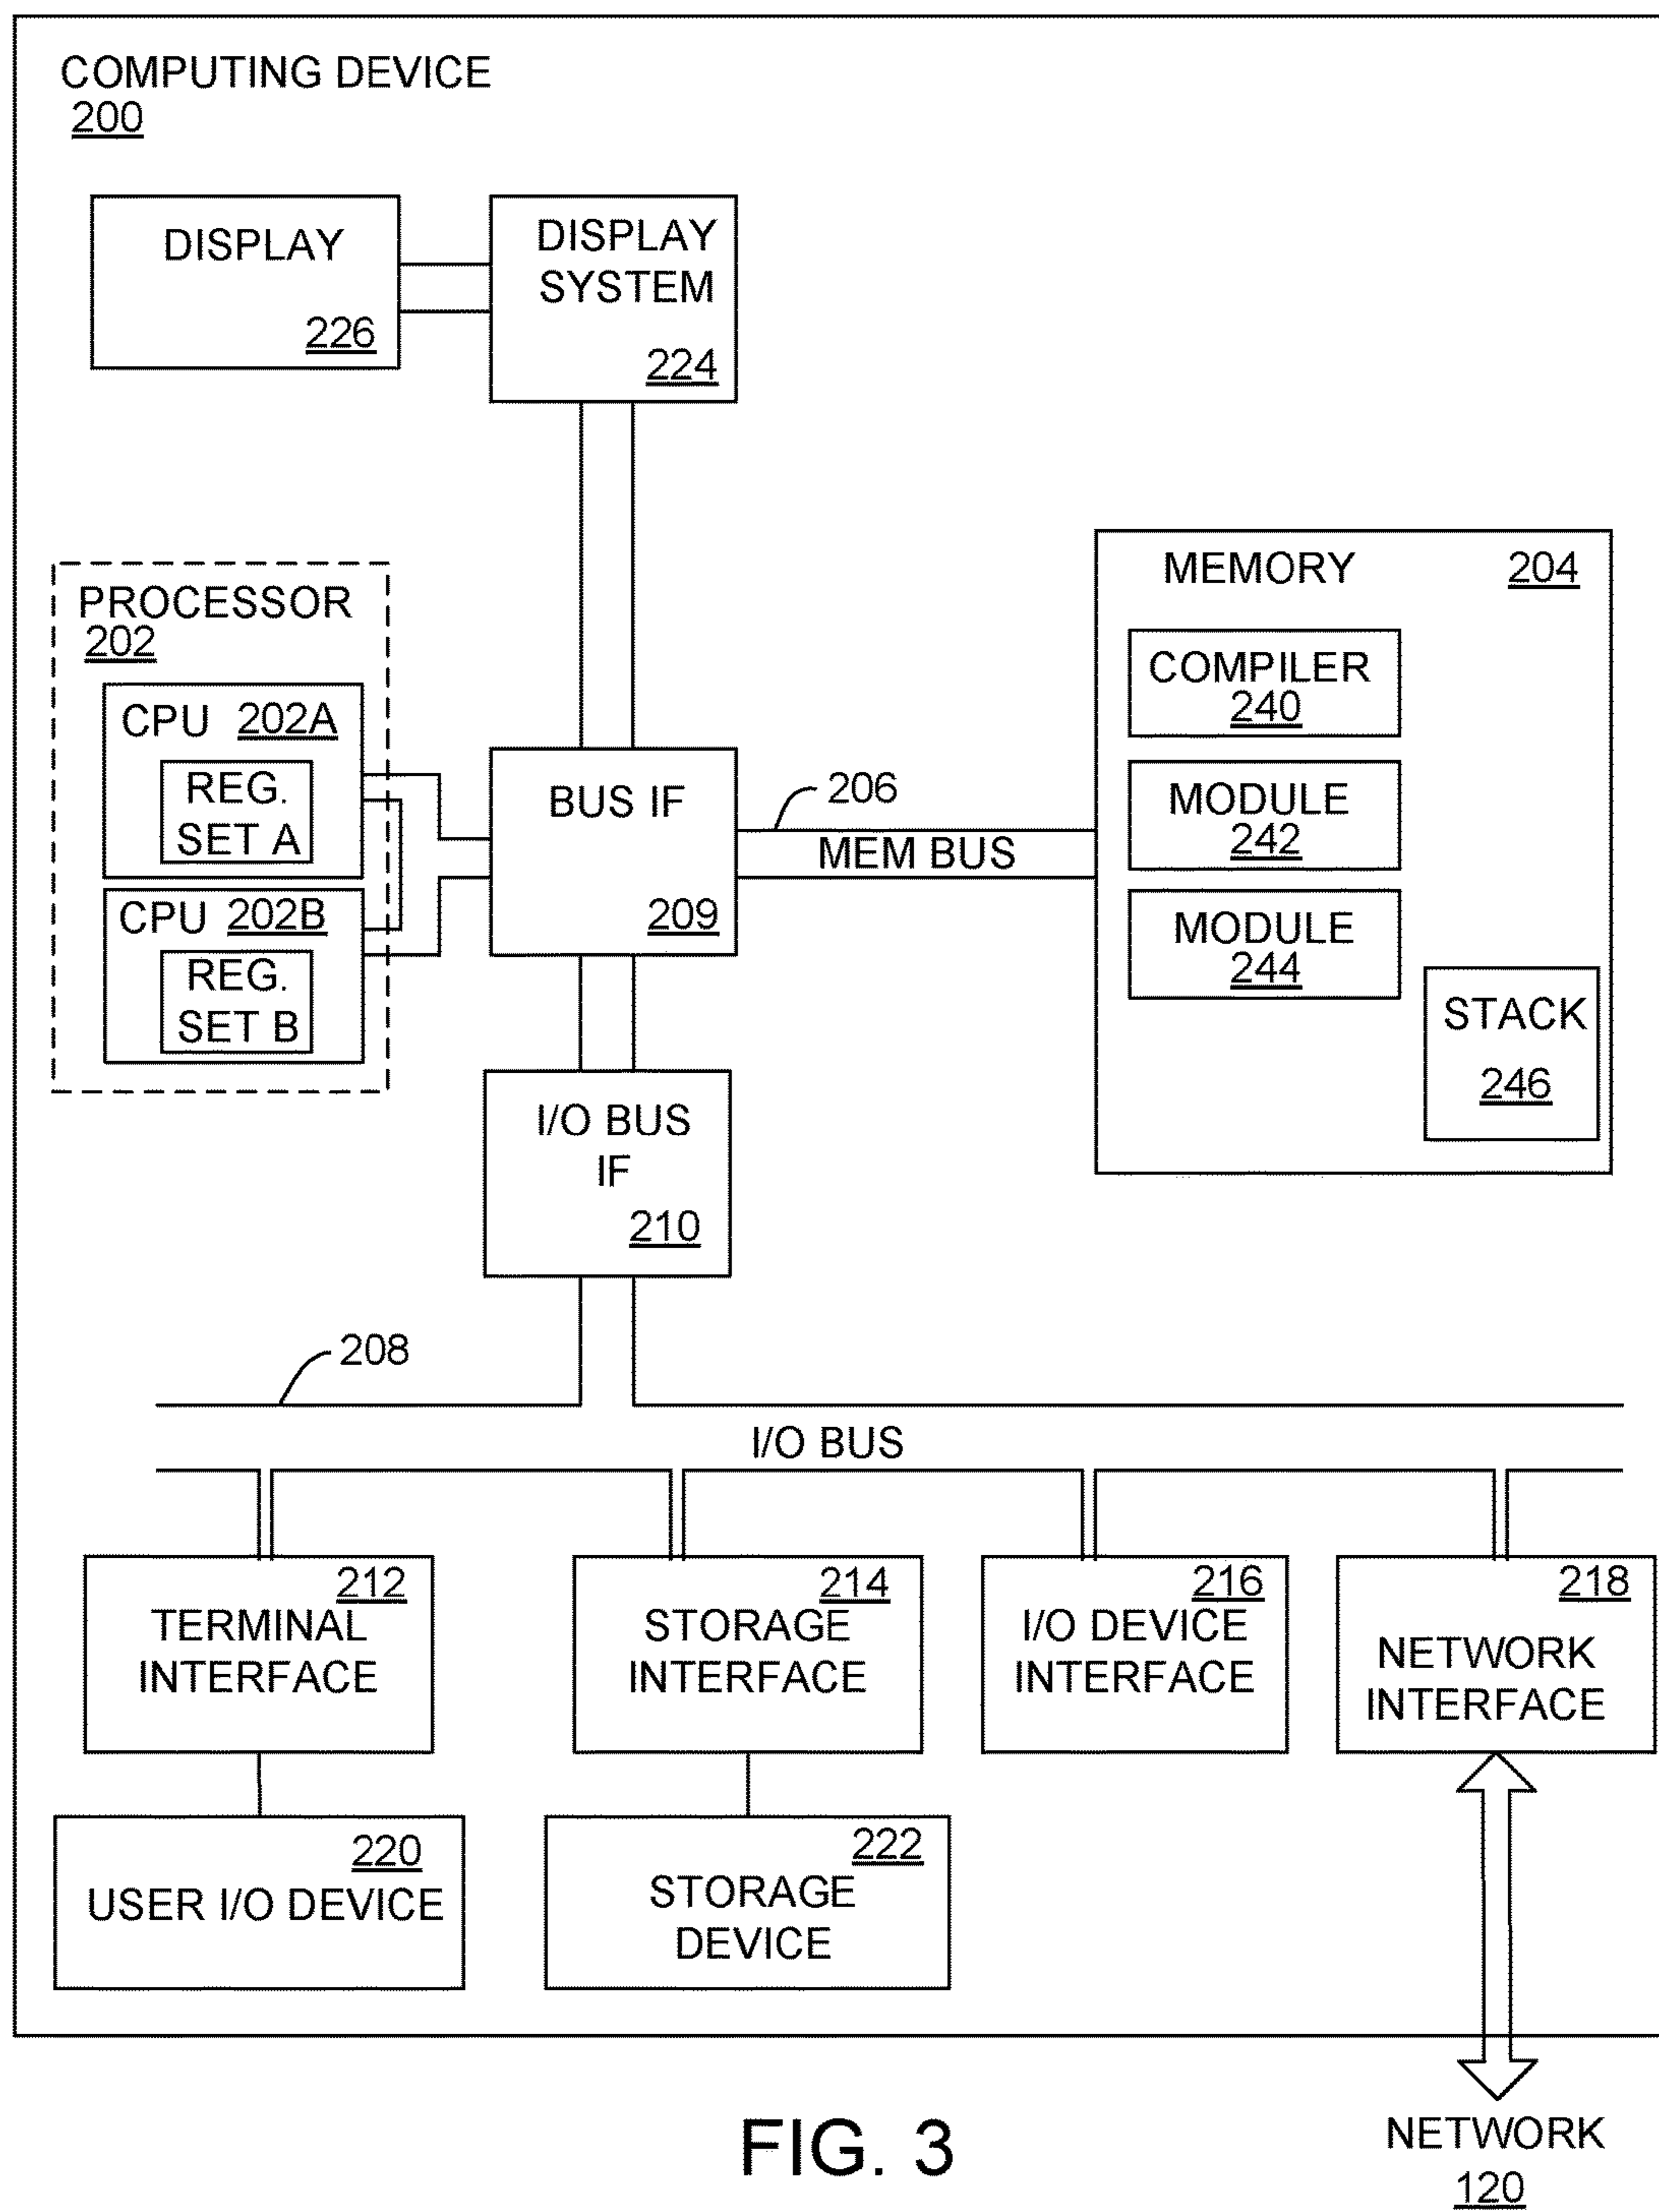 COMPUTING DEVICE
200
DISPLAY
226
DISPLAY
SYSTEM
224
PROCESSOR
202
CPU 202A
REG.
SET A
CPU 202B
REG.
SET B
BUS IF
209
206
MEM BUS
MEMORY 204
COMPILER
240
MODULE
242
MODULE
244
STACK
246
I/O BUS
IF
210
208
I/O BUS
212
TERMINAL
INTERFACE
214
STORAGE
INTERFACE
216
I/O DEVICE
INTERFACE
218
NETWORK
INTERFACE
220
USER I/O DEVICE
222
STORAGE
DEVICE
NETWORK
120
FIG. 3